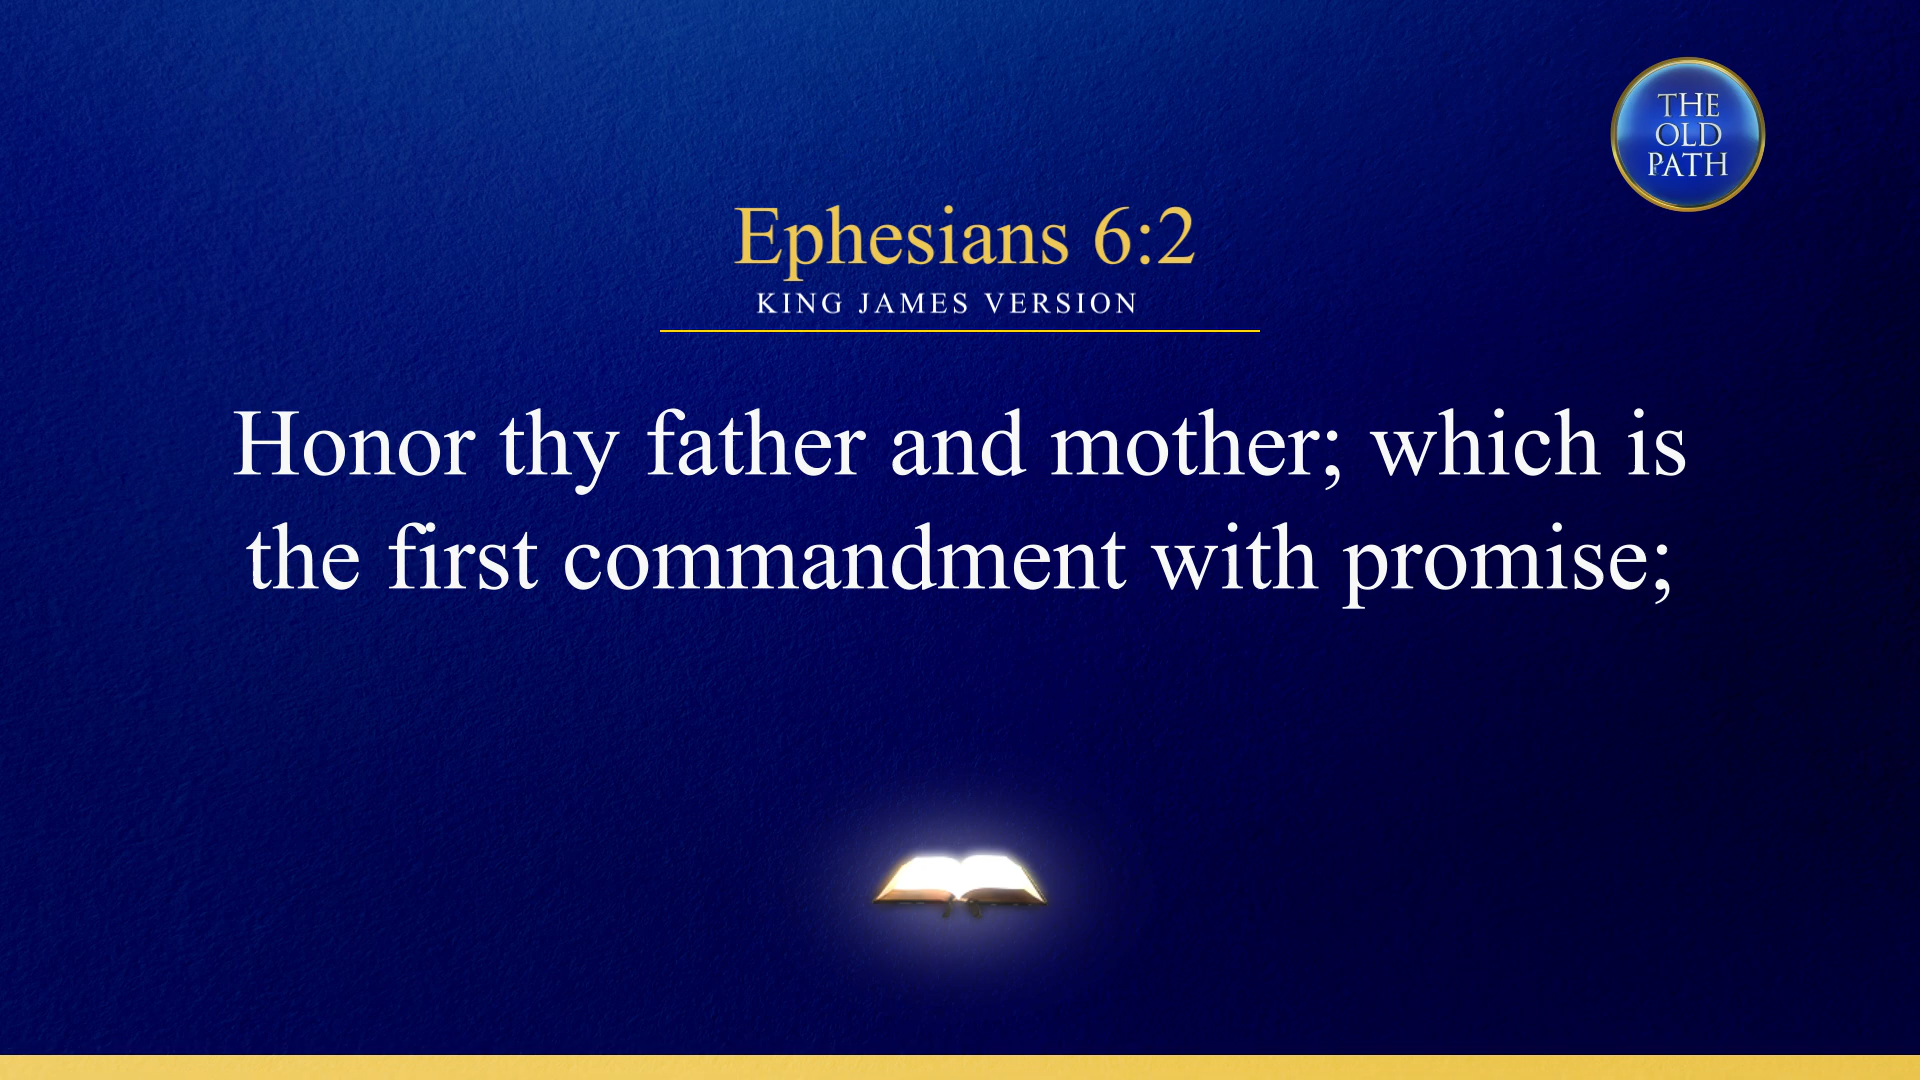 THE
OLD
PATH
Ephesians 6:2
KING JAMES VERSION
Honor thy father and mother; which is
the first commandment with promise;